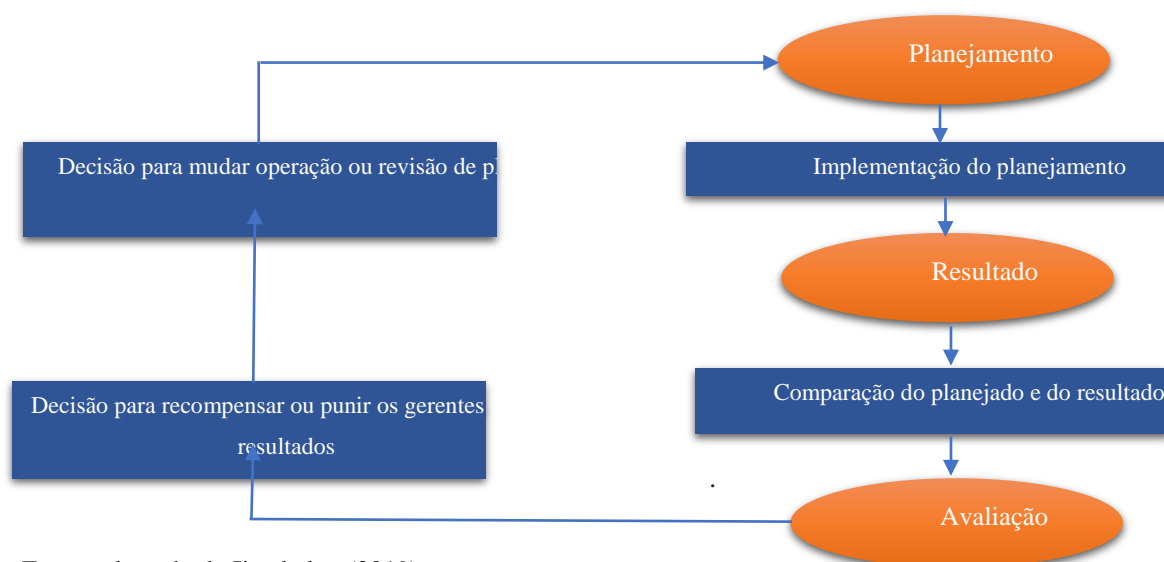 Planejamento
Decisão para mudar operação ou revisão de
Implementação do planejamento
Resultado
Decisão para recompensar ou punir os gerentes
resultados
Comparação do planejado e do resultado
.
Avaliação